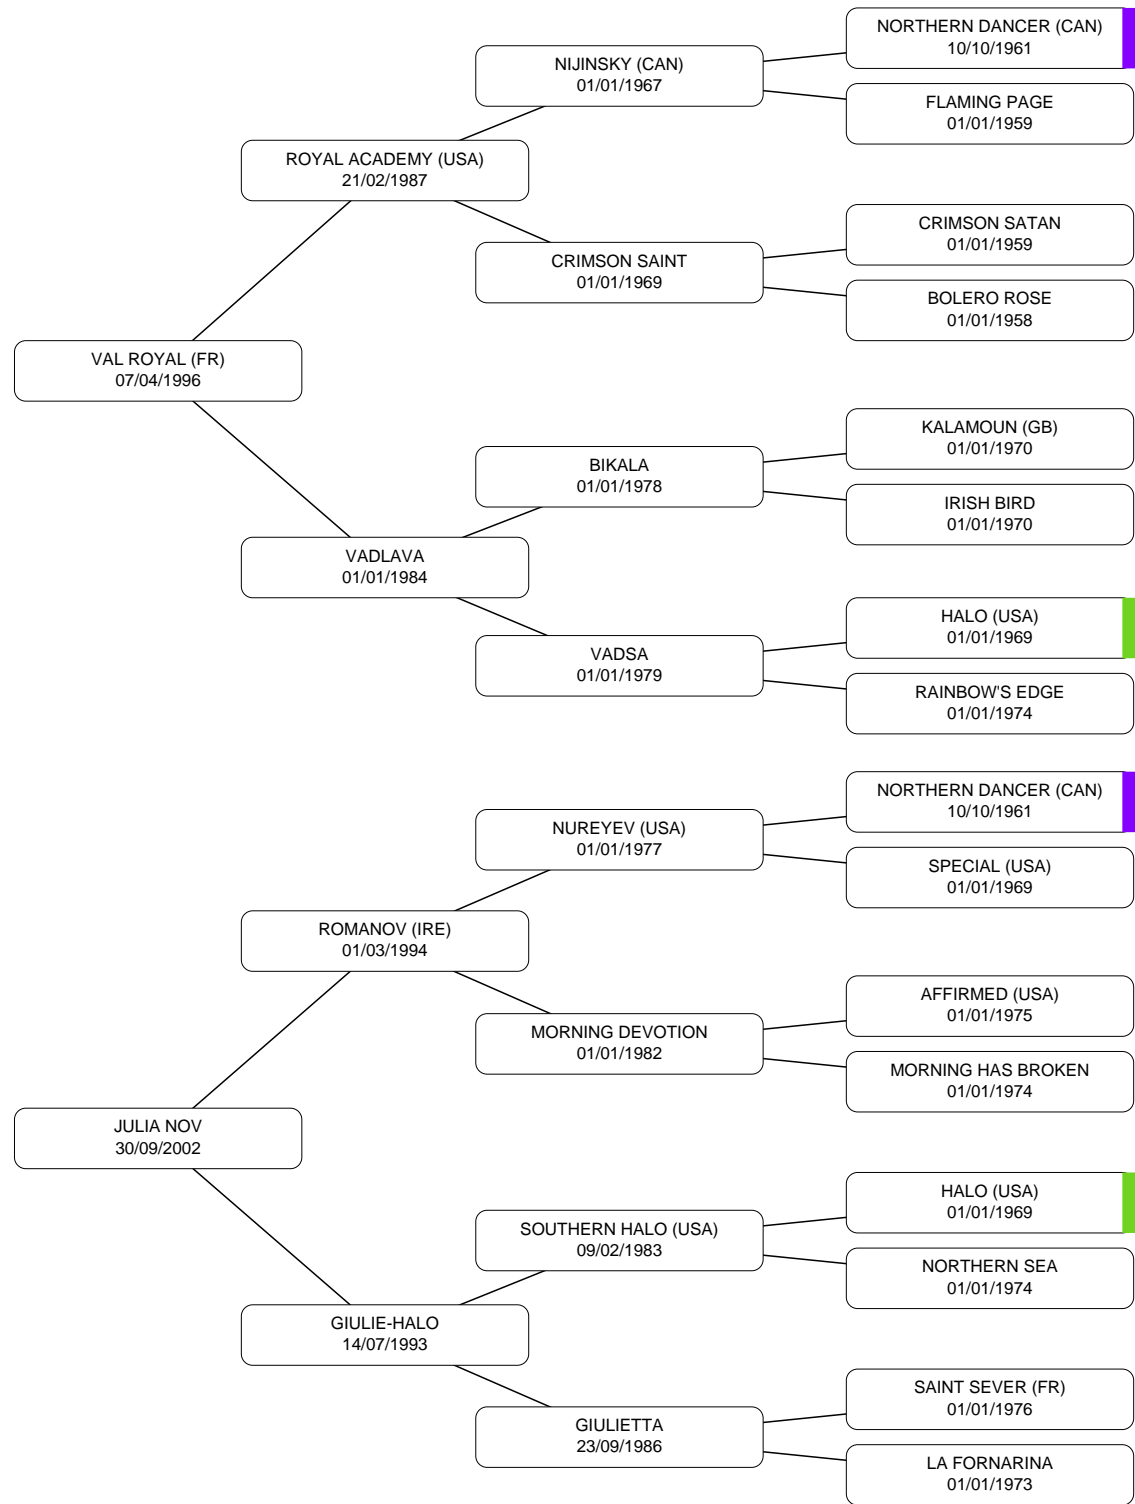 NORTHERN DANCER (CAN)
10/10/1961
NIJINSKY (CAN)
01/01/1967
FLAMING PAGE
01/01/1959
ROYAL ACADEMY (USA)
21/02/1987
CRIMSON SATAN
01/01/1959
CRIMSON SAINT
01/01/1969
BOLERO ROSE
01/01/1958
VAL ROYAL (FR)
07/04/1996
KALAMOUN (GB)
01/01/1970
BIKALA
01/01/1978
IRISH BIRD
01/01/1970
VADLAVA
01/01/1984
HALO (USA)
01/01/1969
VADSA
01/01/1979
RAINBOW'S EDGE
01/01/1974
NORTHERN DANCER (CAN)
10/10/1961
NUREYEV (USA)
01/01/1977
SPECIAL (USA)
01/01/1969
ROMANOV (IRE)
01/03/1994
AFFIRMED (USA)
01/01/1975
MORNING DEVOTION
01/01/1982
MORNING HAS BROKEN
01/01/1974
JULIA NOV
30/09/2002
HALO (USA)
01/01/1969
SOUTHERN HALO (USA)
09/02/1983
NORTHERN SEA
01/01/1974
GIULIE-HALO
14/07/1993
SAINT SEVER (FR)
01/01/1976
GIULIETTA
23/09/1986
LA FORNARINA
01/01/1973